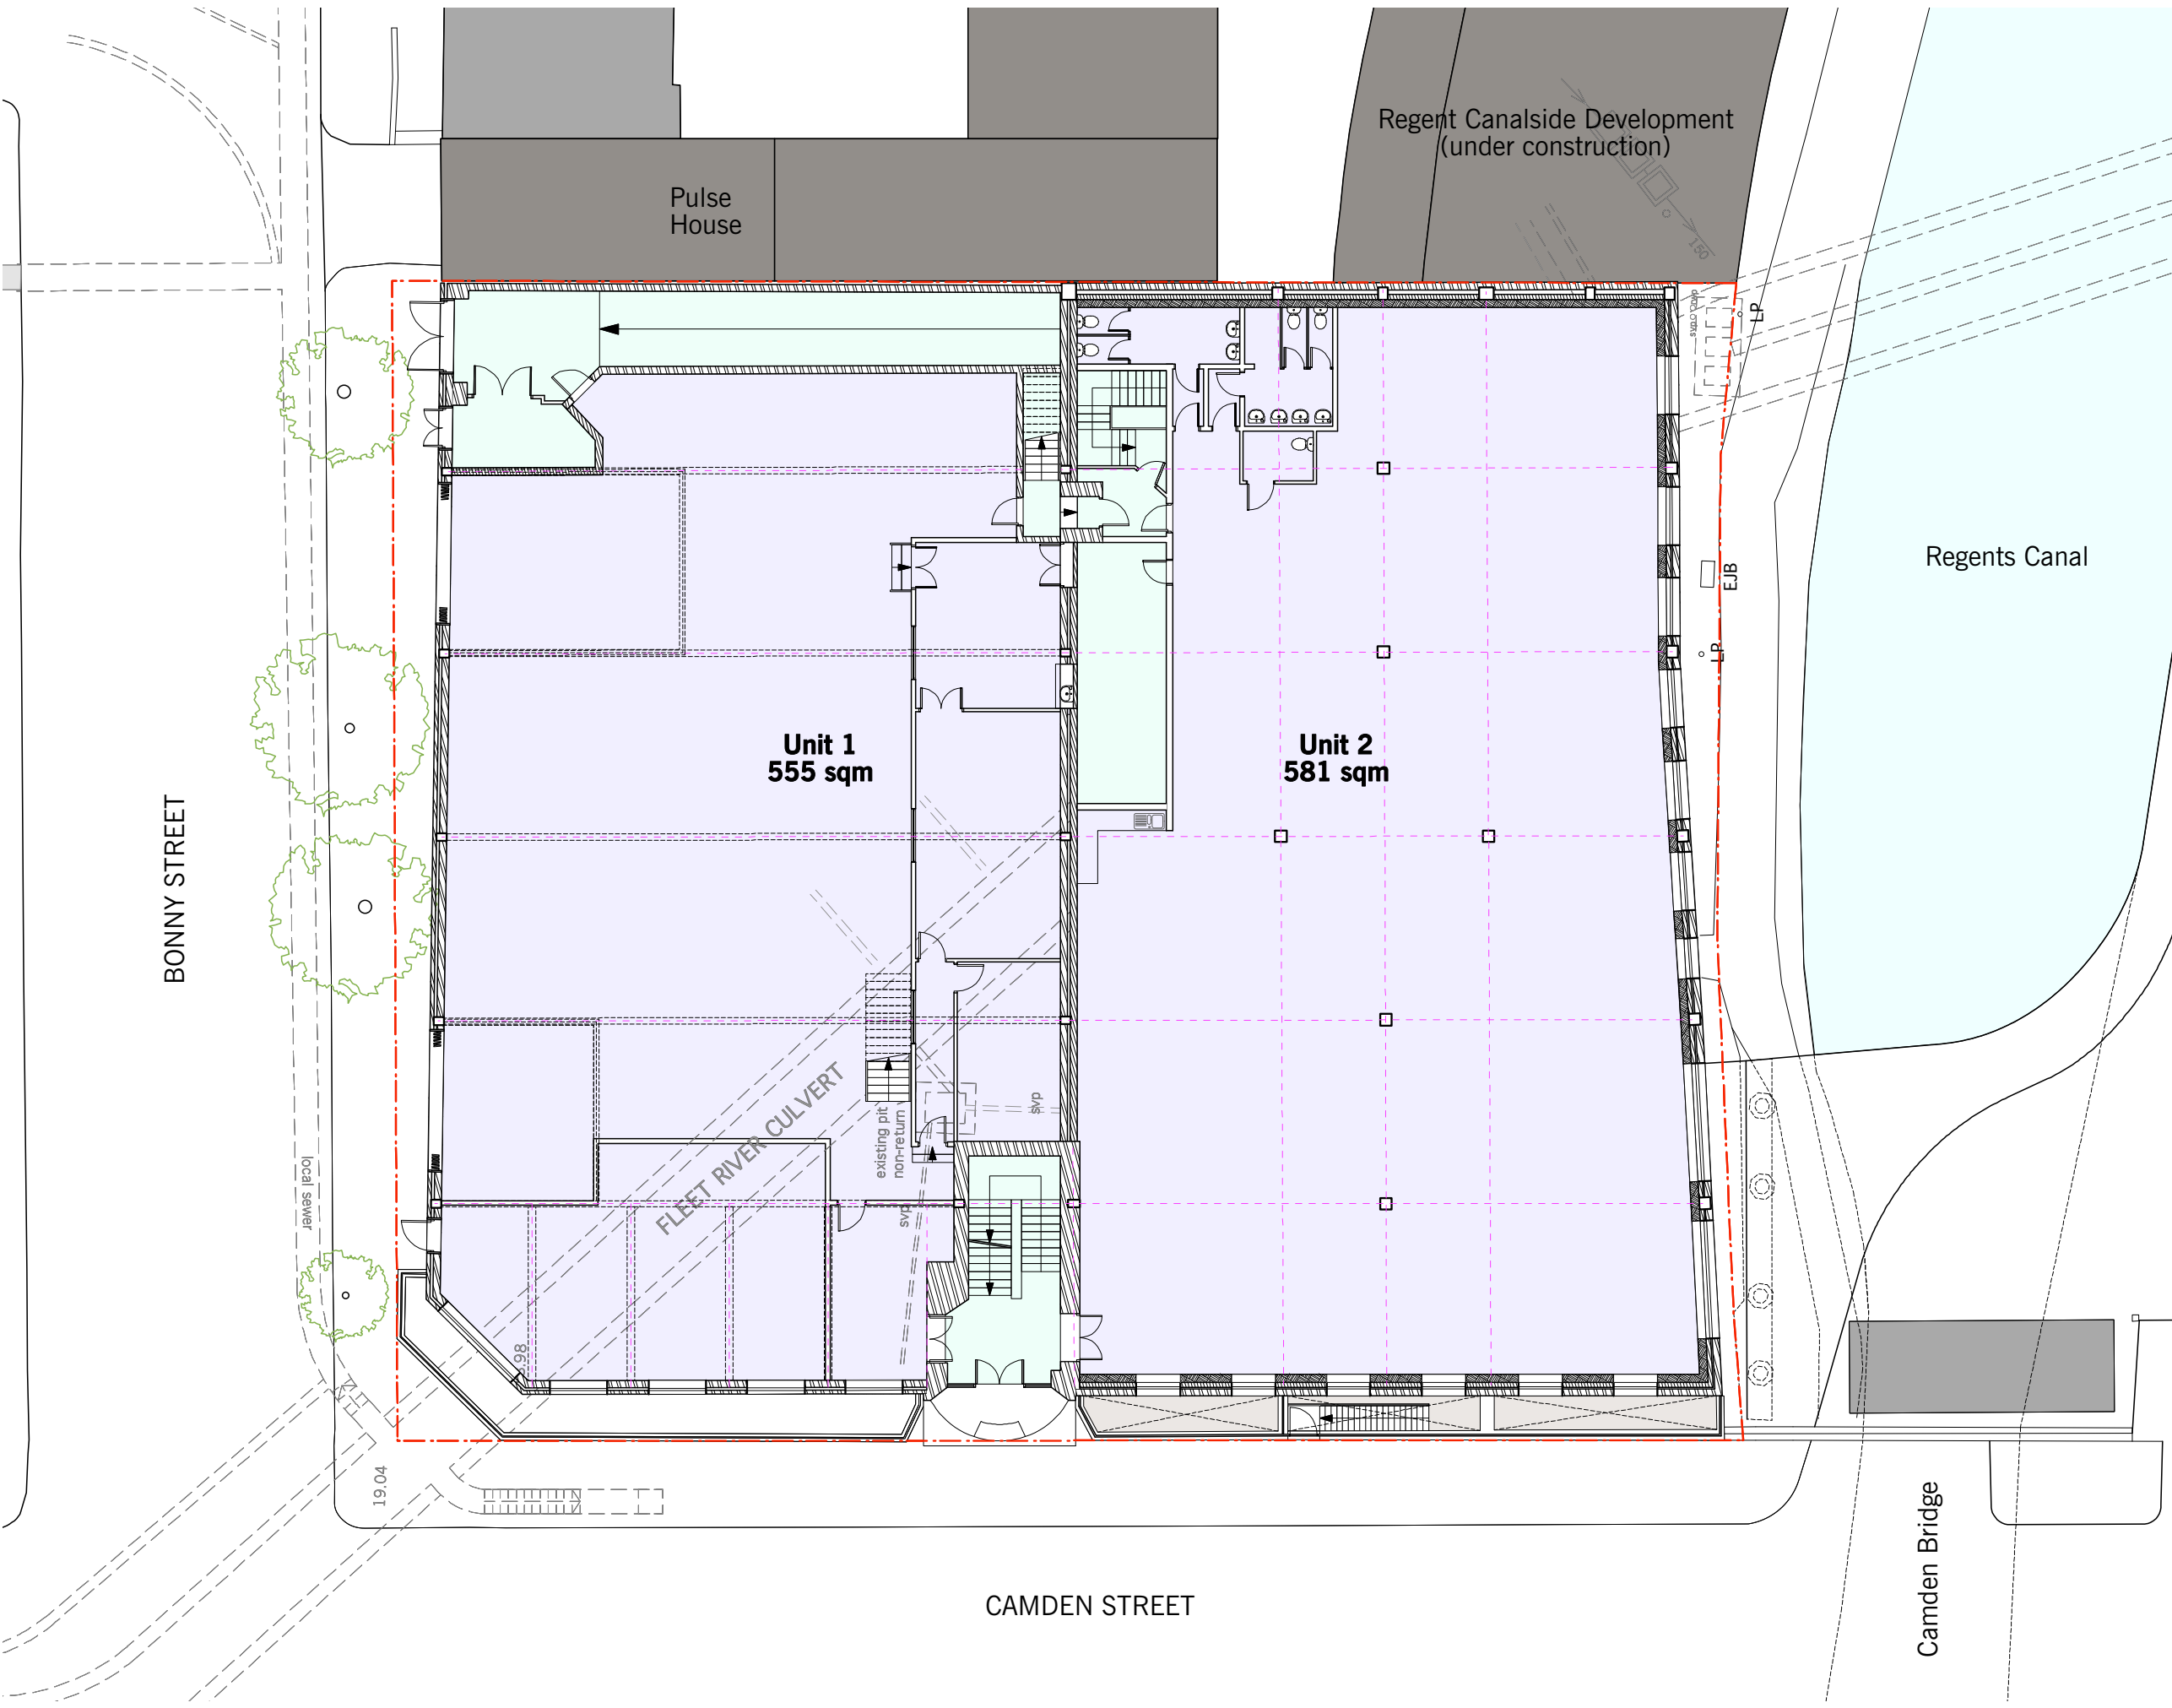 Regent Canalside Development
(under construction)
Pulse
House
150
LP
EJB
LP
Regents Canal
Unit 1
555 sqm
Unit 2
581 sqm
BONNY STREET
local sewer
FLEET RIVER CULVERT
existing pit
non-return
svp
svp
19.04
CAMDEN STREET
Camden Bridge